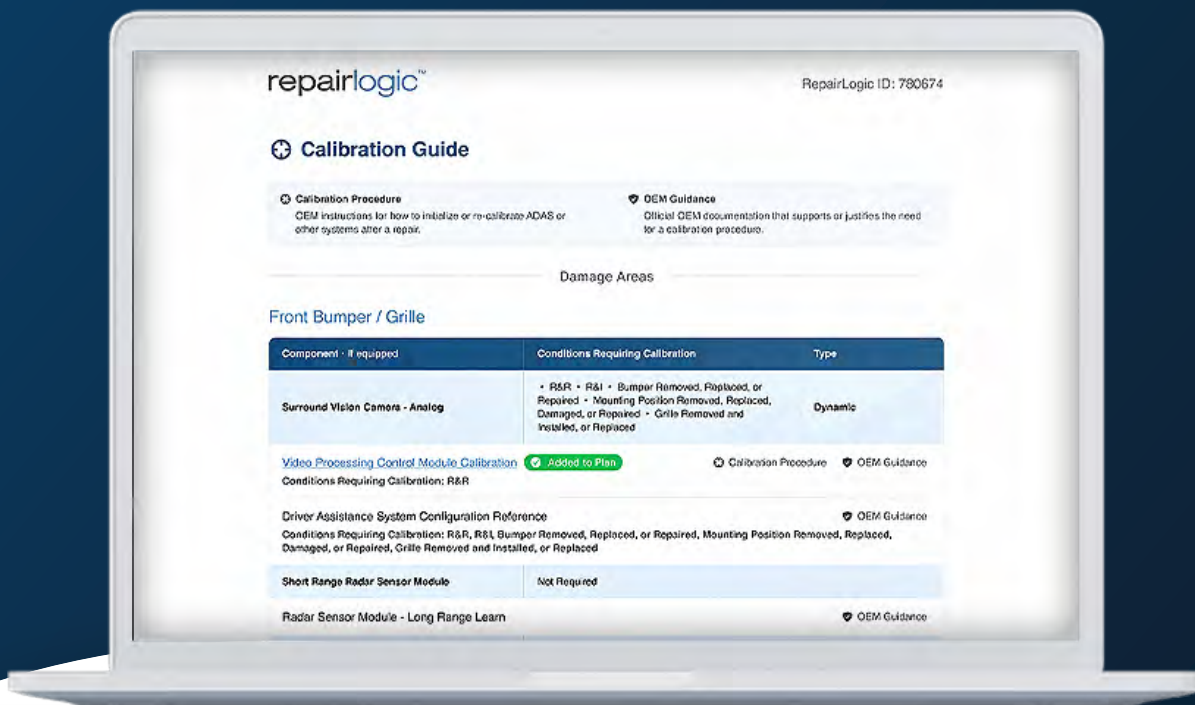 repairlogic™
RepairLogic ID: 780674
Calibration Guide
Calibration Procedure
OEM instructions for how to initialize or re-calibrate ADAS or
other systems after a repair.
OEM Guidance
Official OEM documentation that supports or justifies the need
for a calibration procedure.
Damage Areas
Front Bumper / Grille
Component - If equipped
Conditions Requiring Calibration
Type
Surround Vision Camera - Analog
• R&R • R&I • Bumper Removed, Replaced, or
Repaired • Mounting Position Removed, Replaced,
Damaged, or Repaired • Grille Removed and
Installed, or Replaced
Dynamic
Video Processing Control Module Calibration
Added to Plan
Calibration Procedure
OEM Guidance
Conditions Requiring Calibration: R&R
Driver Assistance System Configuration Reference
OEM Guidance
Conditions Requiring Calibration: R&R, R&I, Bumper Removed, Replaced, or Repaired, Mounting Position Removed, Replaced,
Damaged, or Repaired, Grille Removed and Installed, or Replaced
Short Range Radar Sensor Module
Not Required
Radar Sensor Module - Long Range Learn
OEM Guidance